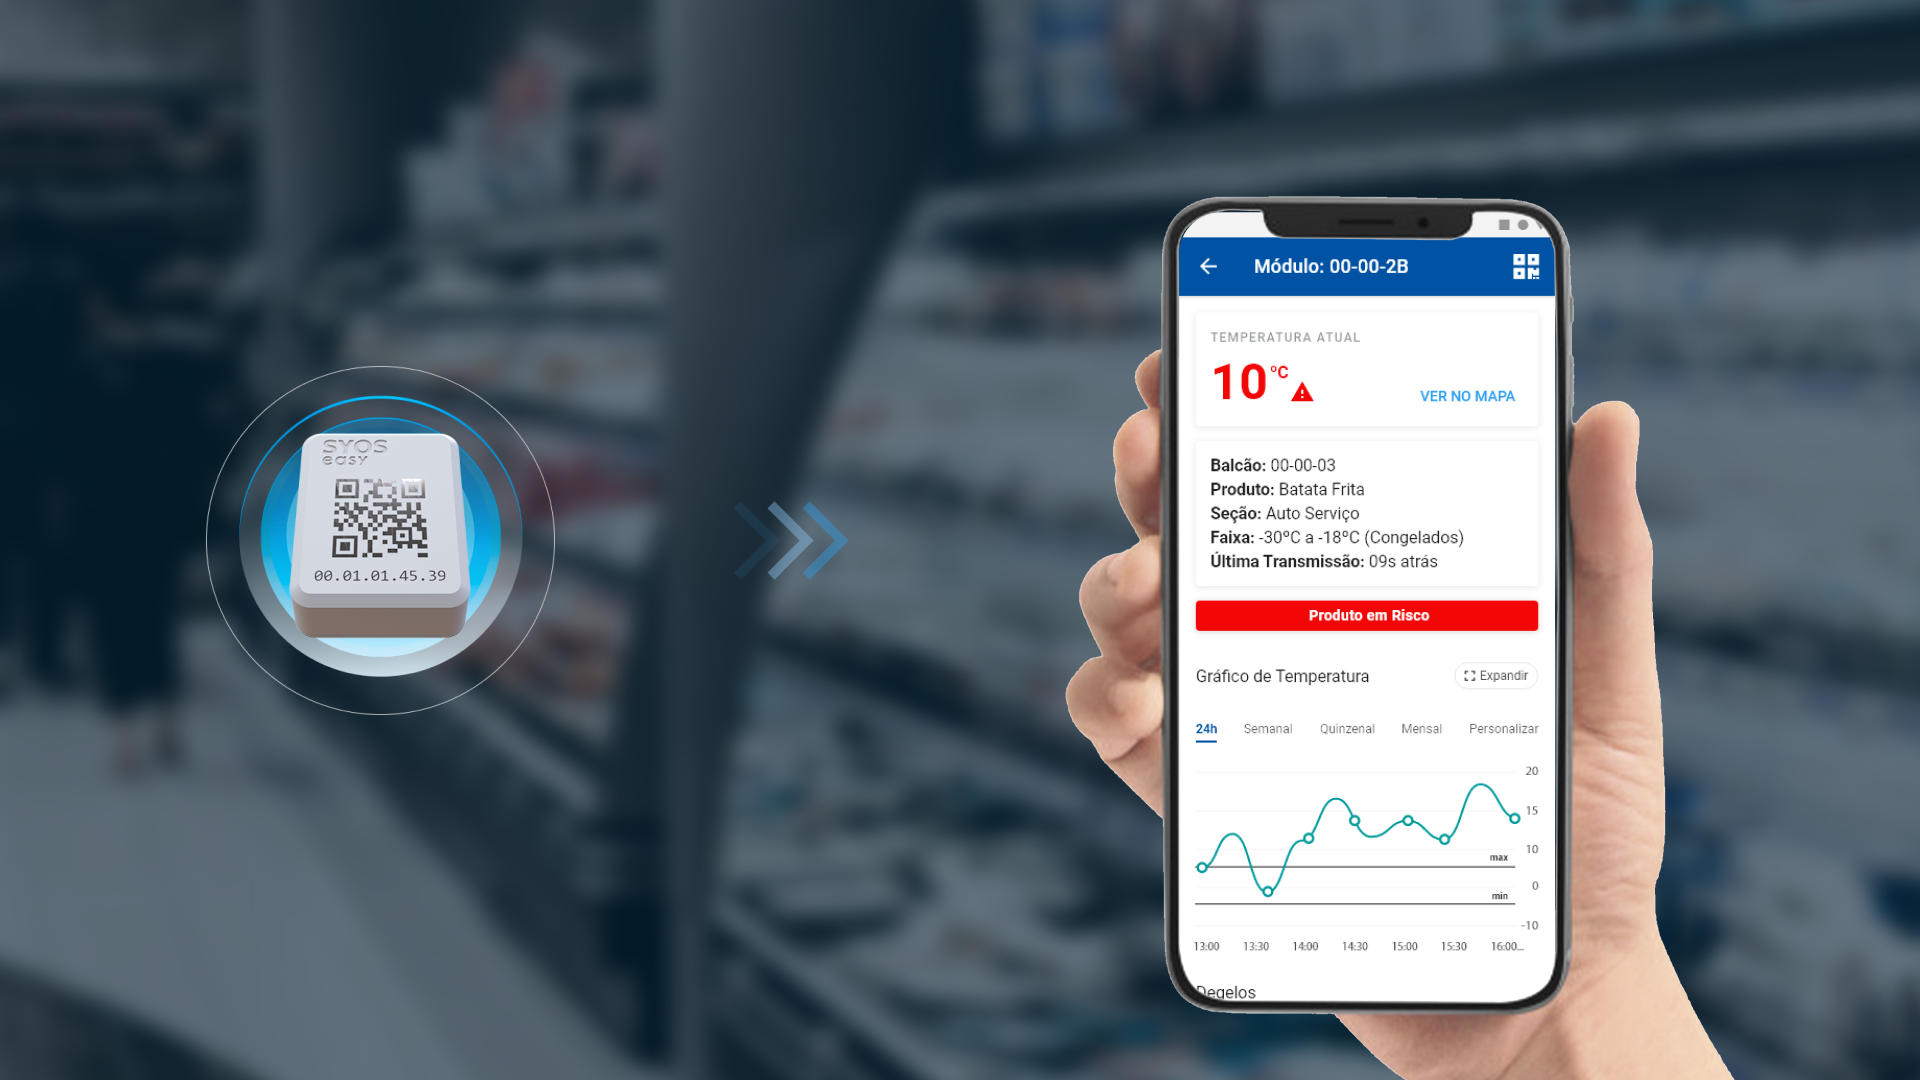 SYOS
easy
00.01.01.45.39
Módulo: 00-00-2B
TEMPERATURA ATUAL
10 ºC
VER NO MAPA
Balcão: 00-00-03
Produto: Batata Frita
Seção: Auto Serviço
Faixa: -30ºC a -18ºC (Congelados)
Última Transmissão: 09s atrás
Produto em Risco
Gráfico de Temperatura
Expandir
24h Semanal Quinzenal Mensal Personalizar
20
15
10
max
0
min
-10
13:00 13:30 14:00 14:30 15:00 15:30 16:00...
Degelos